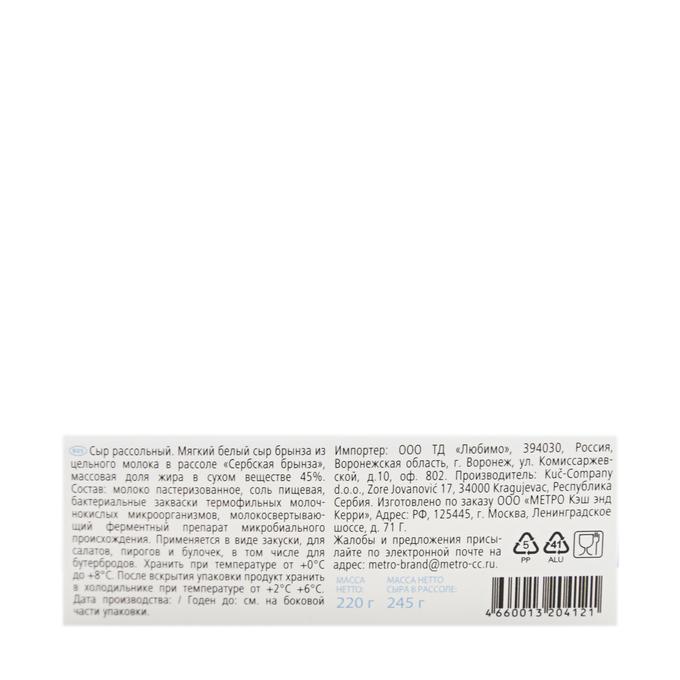 RUS Сыр рассольный. Мягкий белый сыр брынза из
цельного молока в рассоле «Сербская брынза»,
массовая доля жира в сухом веществе 45%.
Состав: молоко пастеризованное, соль пищевая,
бактериальные закваски термофильных молоч-
нокислых микроорганизмов, молокосвертываю-
щий ферментный препарат микробиального
происхождения. Применяется в виде закуски, для
салатов, пирогов и булочек, в том числе для
бутербродов. Хранить при температуре от +0°C
до +8°C. После вскрытия упаковки продукт хранить
в холодильнике при температуре от +2°C +6°C.
Дата производства: / Годен до: см. на боковой
части упаковки.
Импортер: ООО ТД «Любимо», 394030, Россия,
Воронежская область, г. Воронеж, ул. Комиссаржев-
ской, д.10, оф. 802. Производитель: Kuč-Company
d.o.o., Zore Jovanović 17, 34000 Kragujevac, Республика
Сербия. Изготовлено по заказу ООО «МЕТРО Кэш энд
Керри», Адрес: РФ, 125445, г. Москва, Ленинградское
шоссе, д. 71 Г.
Жалобы и предложения присы-
лайте по электронной почте на
адрес: metro-brand@metro-cc.ru.
МАССА
НЕТТО:
220 г
МАССА НЕТТО
СЫРА В РАССОЛЕ:
245 г
5
PP
41
ALU
4 660013 204121